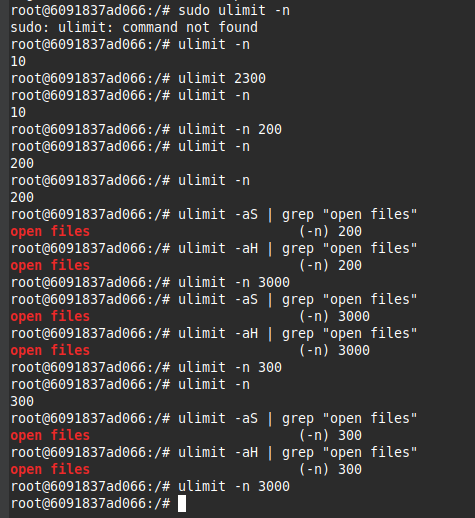 root@6091837ad066:/# sudo ulimit -n
sudo: ulimit: command not found
root@6091837ad066:/# ulimit -n
10
root@6091837ad066:/# ulimit 2300
root@6091837ad066:/# ulimit -n
10
root@6091837ad066:/# ulimit -n 200
root@6091837ad066:/# ulimit -n
200
root@6091837ad066:/# ulimit -n
200
root@6091837ad066:/# ulimit -aS | grep "open files"
open files                          (-n) 200
root@6091837ad066:/# ulimit -aH | grep "open files"
open files                          (-n) 200
root@6091837ad066:/# ulimit -n 3000
root@6091837ad066:/# ulimit -aS | grep "open files"
open files                          (-n) 3000
root@6091837ad066:/# ulimit -aH | grep "open files"
open files                          (-n) 3000
root@6091837ad066:/# ulimit -n 300
root@6091837ad066:/# ulimit -n
300
root@6091837ad066:/# ulimit -aS | grep "open files"
open files                          (-n) 300
root@6091837ad066:/# ulimit -aH | grep "open files"
open files                          (-n) 300
root@6091837ad066:/# ulimit -n 3000
root@6091837ad066:/#